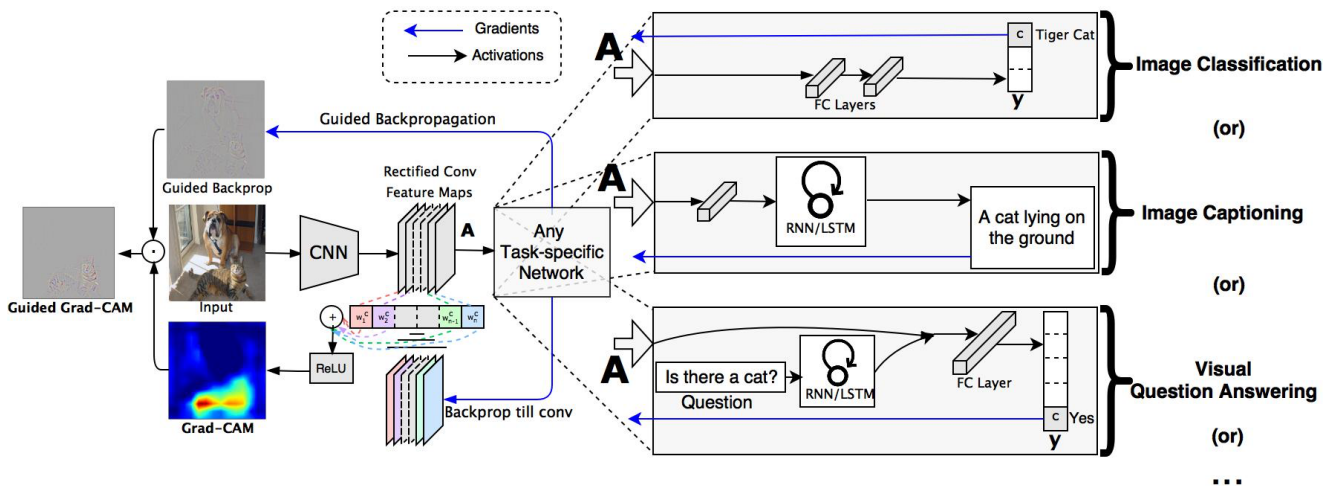 Gradients
Activations
Guided Backpropagation
Guided Backprop
Input
Guided Grad-CAM
Grad-CAM
CNN
Rectified Conv
Feature Maps
A
Any
Task-specific
Network
+
w₁ᶜ w₂ᶜ wₙ₋₁ᶜ wₙᶜ
ReLU
Backprop till conv
A
FC Layers
c Tiger Cat
y
Image Classification
(or)
A
RNN/LSTM
A cat lying on
the ground
Image Captioning
(or)
A
Is there a cat?
Question
RNN/LSTM
FC Layer
c Yes
y
Visual
Question Answering
(or)
...